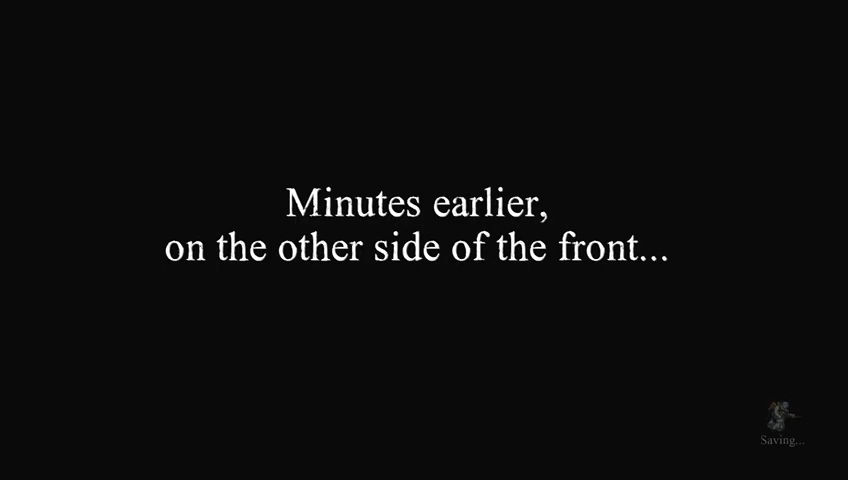 Minutes earlier,
on the other side of the front...
Saving...